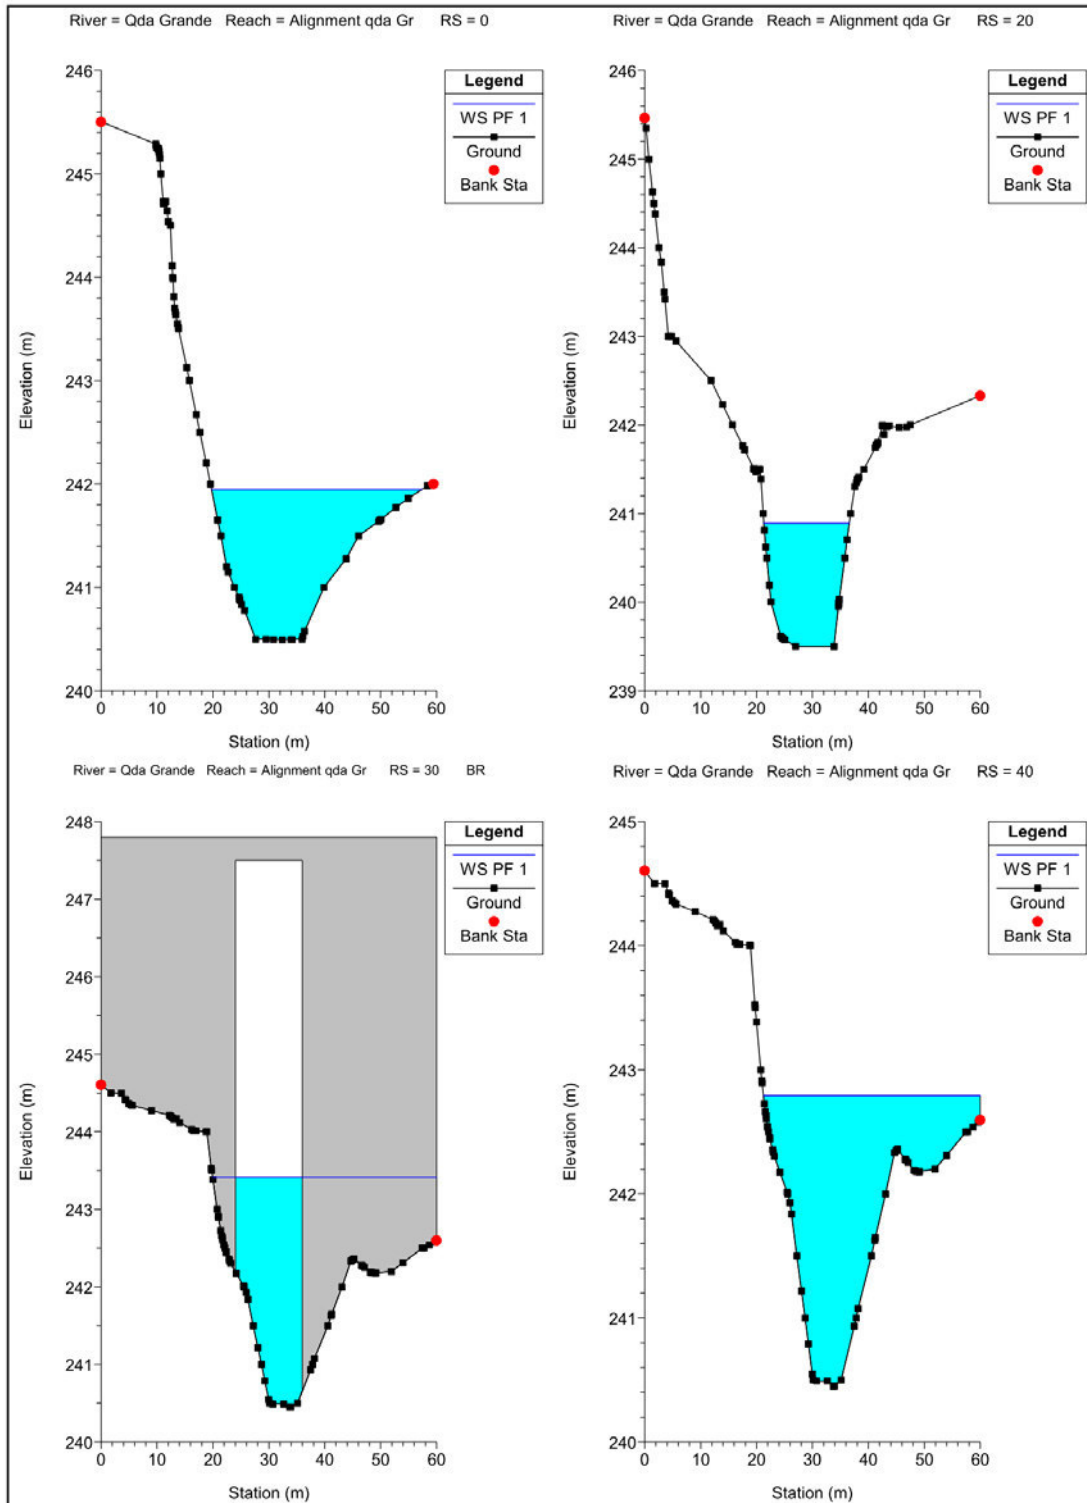 River = Qda Grande Reach = Alignment qda Gr RS = 0
246
245
244
243
242
241
240
0 10 20 30 40 50 60
Elevation (m)
Station (m)
Legend
WS PF 1
Ground
Bank Sta
River = Qda Grande Reach = Alignment qda Gr RS = 20
246
245
244
243
242
241
240
239
0 10 20 30 40 50 60
Elevation (m)
Station (m)
Legend
WS PF 1
Ground
Bank Sta
River = Qda Grande Reach = Alignment qda Gr RS = 30 BR
248
247
246
245
244
243
242
241
240
0 10 20 30 40 50 60
Elevation (m)
Station (m)
Legend
WS PF 1
Ground
Bank Sta
River = Qda Grande Reach = Alignment qda Gr RS = 40
245
244
243
242
241
240
0 10 20 30 40 50 60
Elevation (m)
Station (m)
Legend
WS PF 1
Ground
Bank Sta